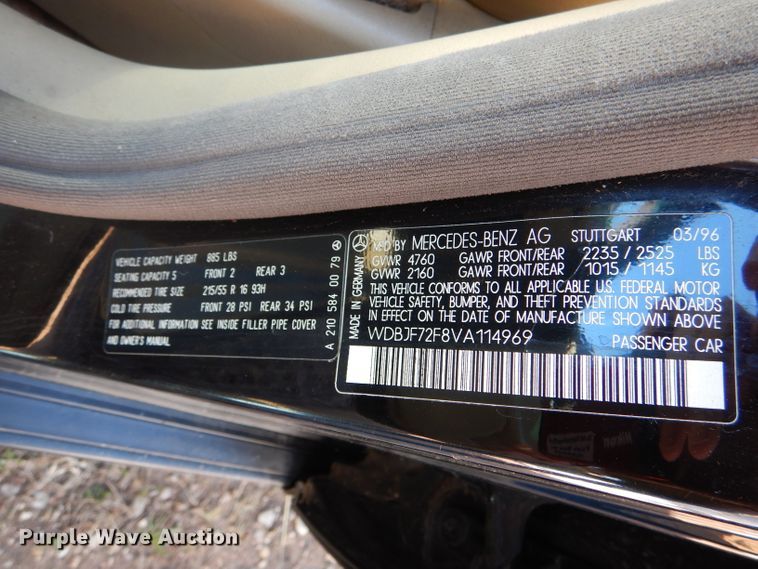 VEHICLE CAPACITY WEIGHT 885 LBS
SEATING CAPACITY 5 FRONT 2 REAR 3
RECOMMENDED TIRE SIZE 215/55 R 16 93H
COLD TIRE PRESSURE FRONT 28 PSI REAR 34 PSI
FOR ADDITIONAL NOTES SEE INSIDE FILLER PIPE COVER
AND OWNER'S MANUAL
A 210 584 00 79
MADE IN GERMANY
MFD BY MERCEDES-BENZ AG STUTTGART 03/96
GVWR 4760 GAWR FRONT/REAR 2235 / 2525 LBS
GVWR 2160 GAWR FRONT/REAR 1015 / 1145 KG
THIS VEHICLE CONFORMS TO ALL APPLICABLE U.S. FEDERAL MOTOR
VEHICLE SAFETY, BUMPER, AND THEFT PREVENTION STANDARDS
IN EFFECT ON THE DATE OF MANUFACTURE SHOWN ABOVE
WDBJF72F8VA114969 PASSENGER CAR
Nikon
Purple Wave Auction